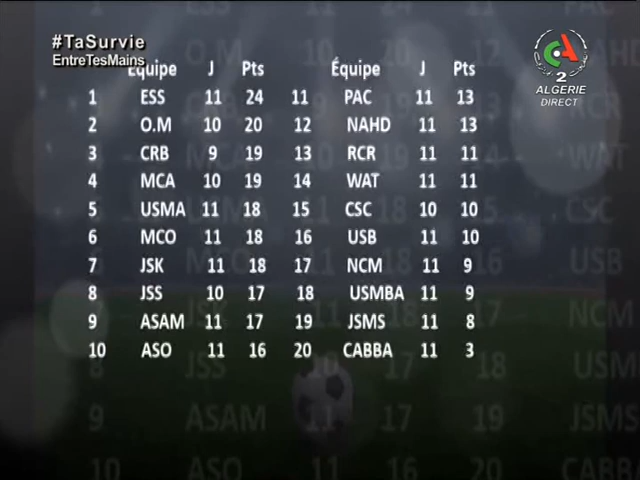 #TaSurvie
EntreTesMains
2
ALGERIE
DIRECT
Équipe J Pts Équipe J Pts
1 ESS 11 24 11 PAC 11 13
2 O.M 10 20 12 NAHD 11 13
3 CRB 9 19 13 RCR 11 11
4 MCA 10 19 14 WAT 11 11
5 USMA 11 18 15 CSC 10 10
6 MCO 11 18 16 USB 11 10
7 JSK 11 18 17 NCM 11 9
8 JSS 10 17 18 USMBA 11 9
9 ASAM 11 17 19 JSMS 11 8
10 ASO 11 16 20 CABBA 11 3